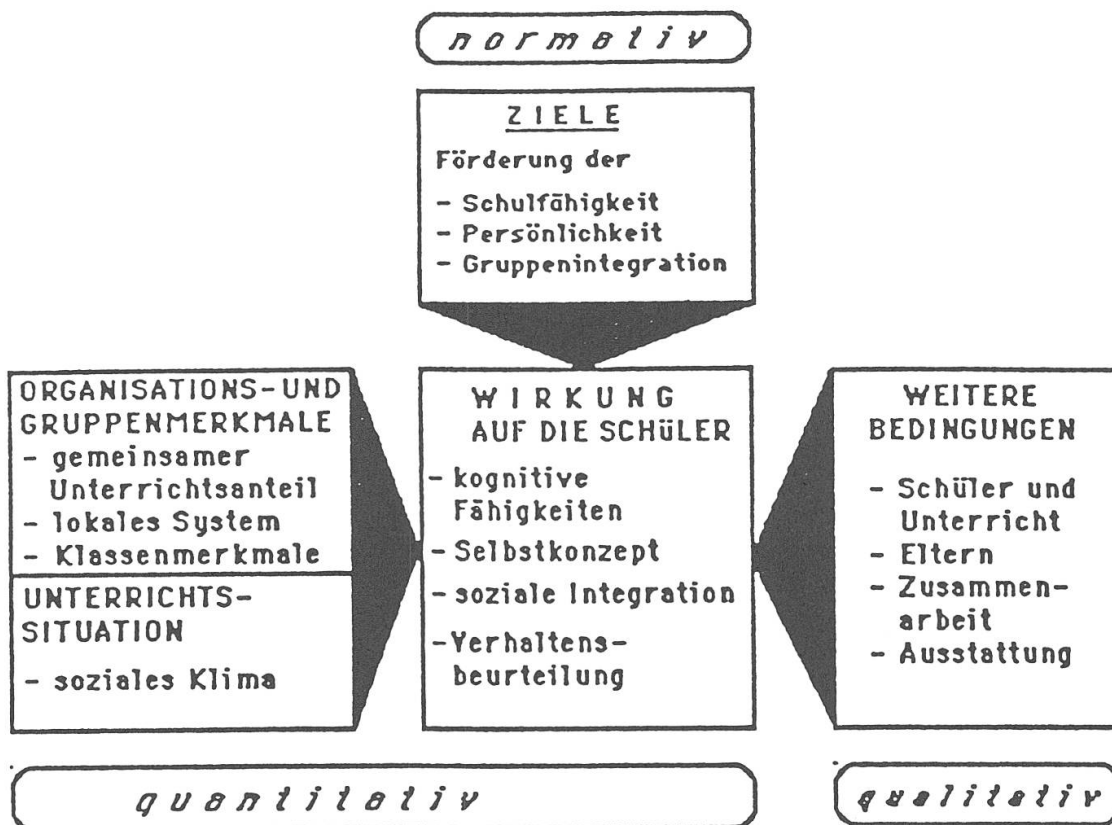 normativ
ZIELE
Förderung der
- Schulfähigkeit
- Persönlichkeit
- Gruppenintegration
ORGANISATIONS-UND
GRUPPENMERKMALE
- gemeinsamer
Unterrichtsanteil
- lokales System
- Klassenmerkmale
UNTERRICHTS-
SITUATION
- soziales Klima
WIRKUNG
AUF DIE SCHÜLER
- kognitive
Fähigkeiten
- Selbstkonzept
- soziale Integration
- Verhaltens-
beurteilung
WEITERE
BEDINGUNGEN
- Schüler und
Unterricht
- Eltern
- Zusammen-
arbeit
- Ausstattung
quantitativ
qualitativ